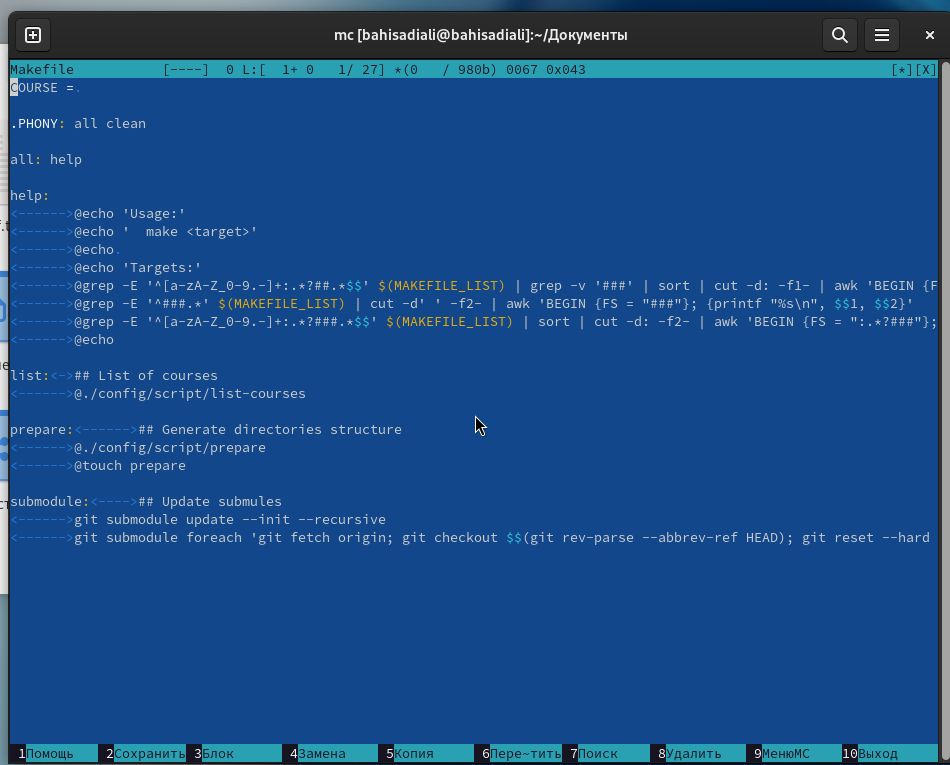 mc [bahisadiali@bahisadiali]:~/Документы
Makefile [----] 0 L:[ 1+ 0 1/ 27] *(0 / 980b) 0067 0x043 [*][X]
COURSE =.
.PHONY: all clean
all: help
help:
<------>@echo 'Usage:'
<------>@echo '  make <target>'
<------>@echo.
<------>@echo 'Targets:'
<------>@grep -E '^[a-zA-Z_0-9.-]+:.*?##.*$$' $(MAKEFILE_LIST) | grep -v '###' | sort | cut -d: -f1- | awk 'BEGIN {F
<------>@grep -E '^###.*' $(MAKEFILE_LIST) | cut -d' ' -f2- | awk 'BEGIN {FS = "###"}; {printf "%s\n", $$1, $$2}'
<------>@grep -E '^[a-zA-Z_0-9.-]+:.*?###.*$$' $(MAKEFILE_LIST) | sort | cut -d: -f2- | awk 'BEGIN {FS = ":.*?###"};
<------>@echo
list:<->## List of courses
<------>@./config/script/list-courses
prepare:<------>## Generate directories structure
<------>@./config/script/prepare
<------>@touch prepare
submodule:<---->## Update submules
<------>git submodule update --init --recursive
<------>git submodule foreach 'git fetch origin; git checkout $$(git rev-parse --abbrev-ref HEAD); git reset --hard
1Помощь 2Сохранить 3Блок 4Замена 5Копия 6Пере~тить 7Поиск 8Удалить 9МенюMC 10Выход